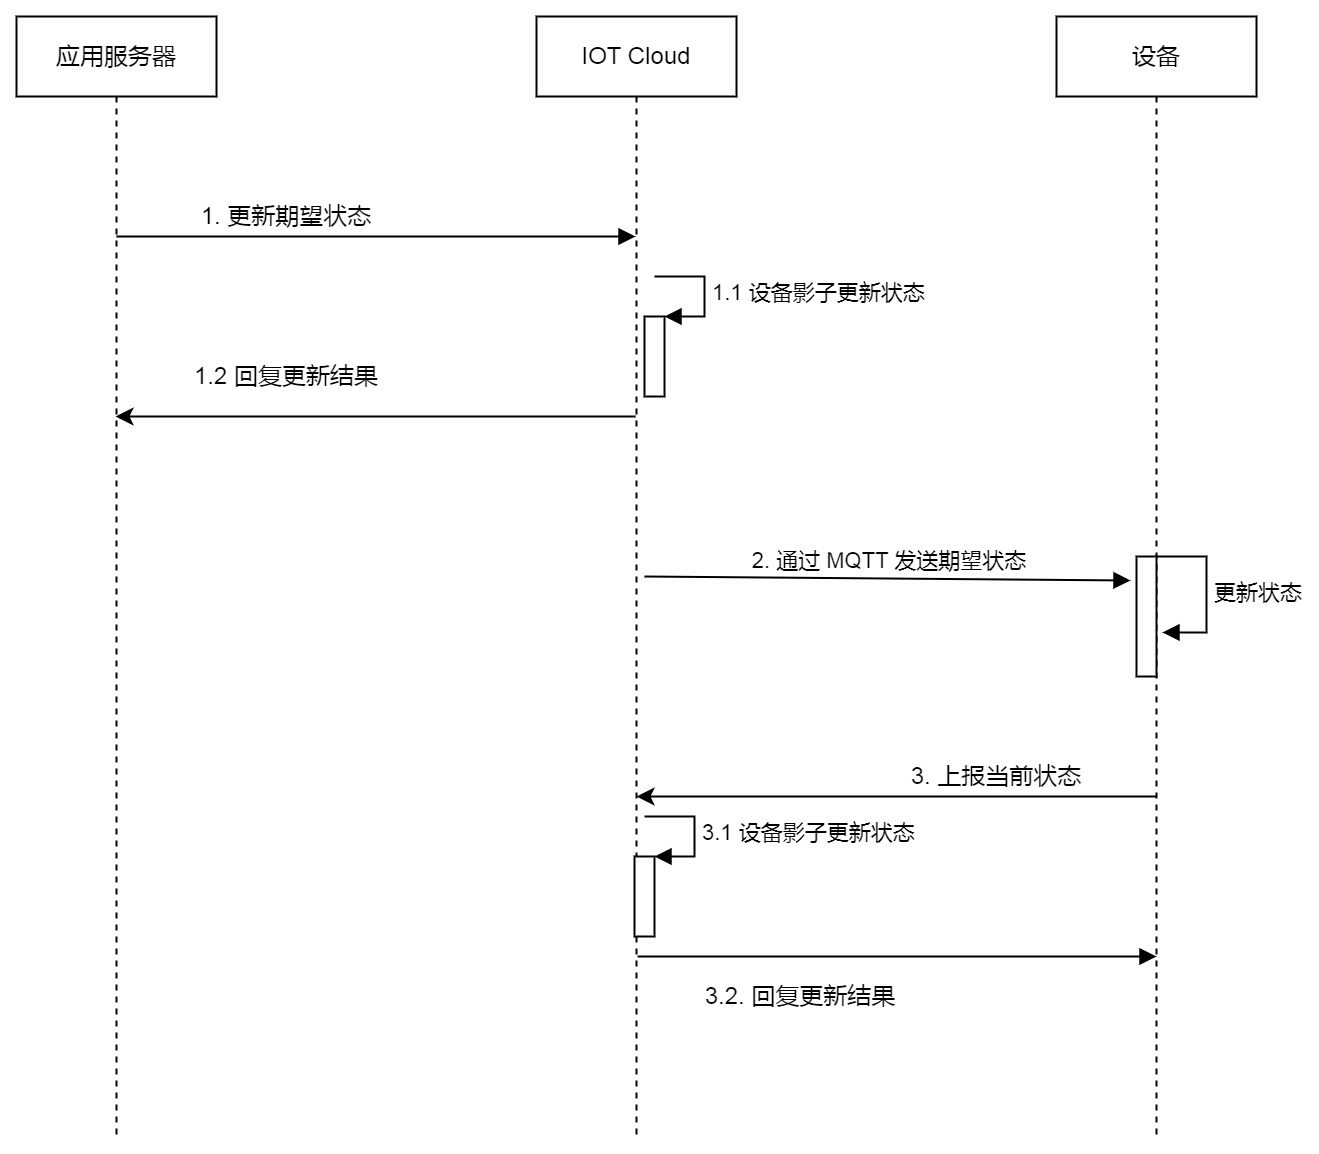 应用服务器
IOT Cloud
设备
1. 更新期望状态
1.1 设备影子更新状态
1.2 回复更新结果
2. 通过 MQTT 发送期望状态
更新状态
3. 上报当前状态
3.1 设备影子更新状态
3.2. 回复更新结果